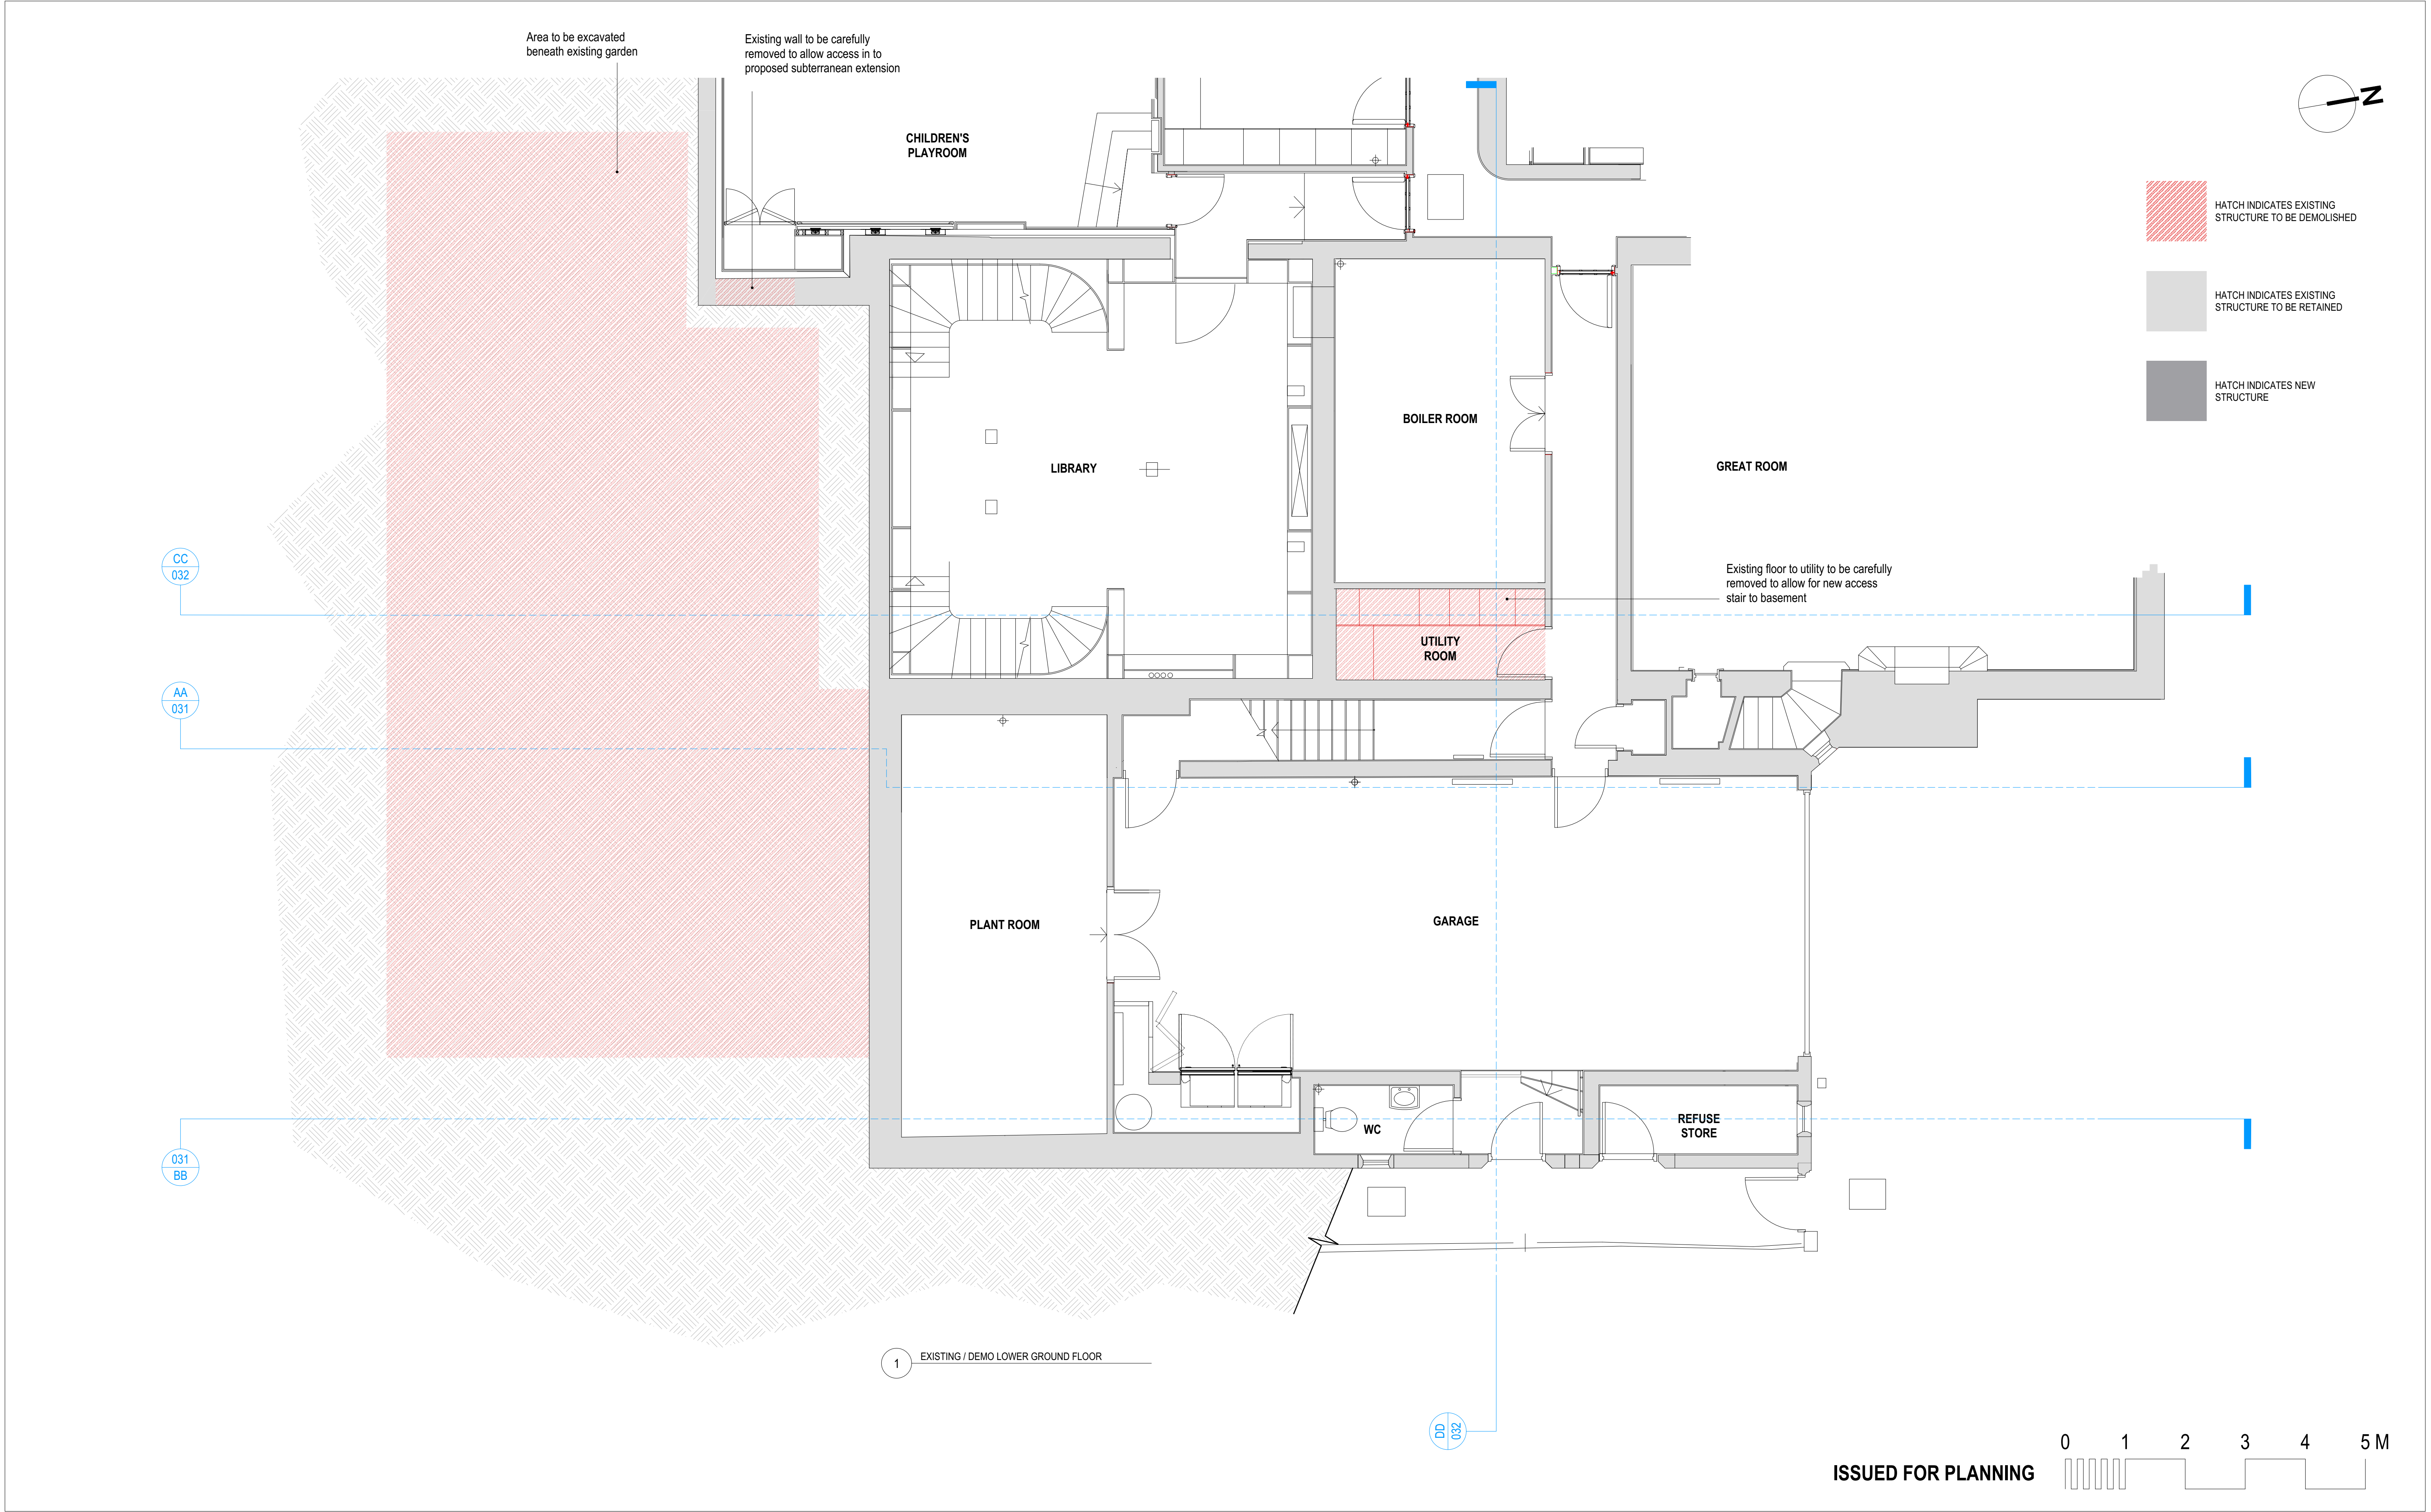 Area to be excavated
beneath existing garden
Existing wall to be carefully
removed to allow access in to
proposed subterranean extension
N
CHILDREN'S
PLAYROOM
HATCH INDICATES EXISTING
STRUCTURE TO BE DEMOLISHED
HATCH INDICATES EXISTING
STRUCTURE TO BE RETAINED
HATCH INDICATES NEW
STRUCTURE
BOILER ROOM
LIBRARY
GREAT ROOM
CC
032
Existing floor to utility to be carefully
removed to allow for new access
stair to basement
UTILITY
ROOM
AA
031
PLANT ROOM
GARAGE
WC
REFUSE
STORE
031
BB
1
EXISTING / DEMO LOWER GROUND FLOOR
DD
032
ISSUED FOR PLANNING
0 1 2 3 4 5 M